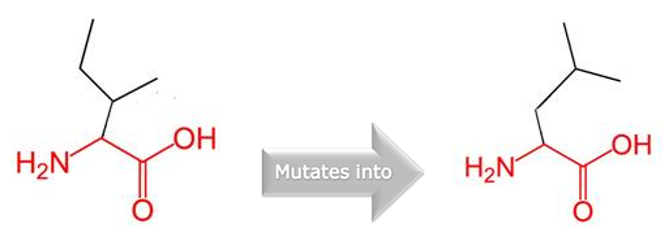 H₂N
OH
O
Mutates into
H₂N
OH
O